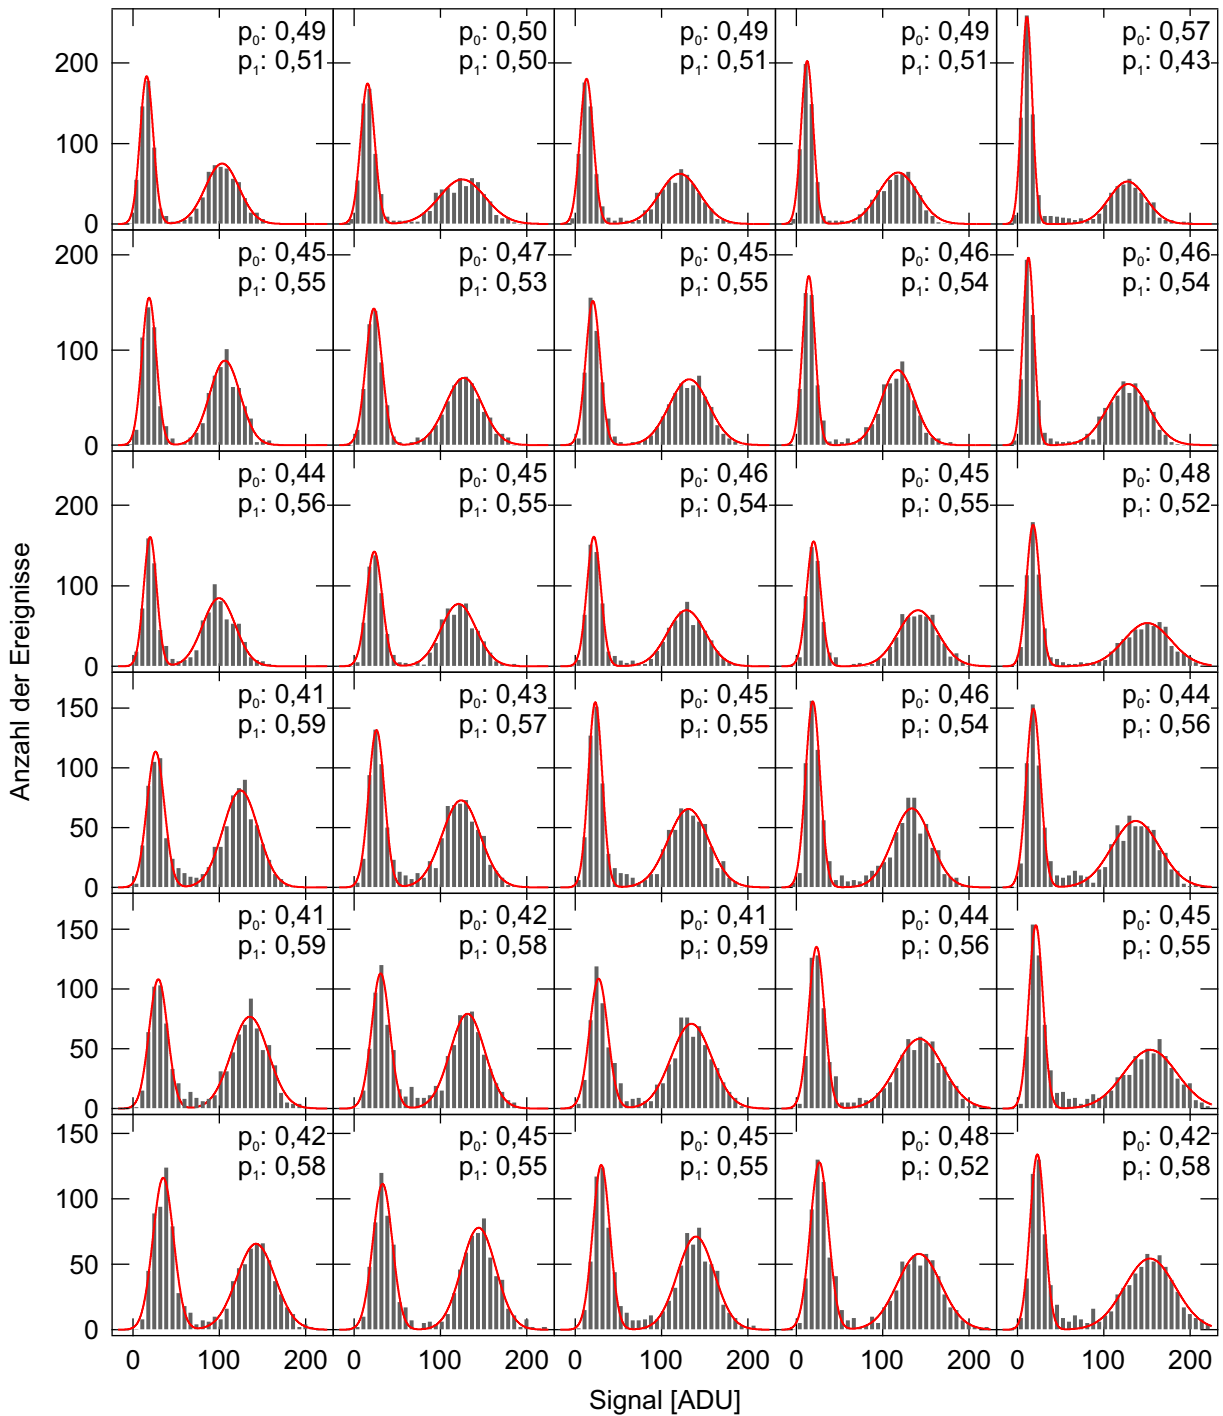 p₀: 0,49 p₀: 0,50 p₀: 0,49 p₀: 0,49 p₀: 0,57
200 p₁: 0,51 p₁: 0,50 p₁: 0,51 p₁: 0,51 p₁: 0,43
100
0
200 p₀: 0,45 p₀: 0,47 p₀: 0,45 p₀: 0,46 p₀: 0,46
p₁: 0,55 p₁: 0,53 p₁: 0,55 p₁: 0,54 p₁: 0,54
100
0
p₀: 0,44 p₀: 0,45 p₀: 0,46 p₀: 0,45 p₀: 0,48
200 p₁: 0,56 p₁: 0,55 p₁: 0,54 p₁: 0,55 p₁: 0,52
100
0
Anzahl der Ereignisse
p₀: 0,41 p₀: 0,43 p₀: 0,45 p₀: 0,46 p₀: 0,44
150 p₁: 0,59 p₁: 0,57 p₁: 0,55 p₁: 0,54 p₁: 0,56
100
50
0
p₀: 0,41 p₀: 0,42 p₀: 0,41 p₀: 0,44 p₀: 0,45
150 p₁: 0,59 p₁: 0,58 p₁: 0,59 p₁: 0,56 p₁: 0,55
100
50
0
150 p₀: 0,42 p₀: 0,45 p₀: 0,45 p₀: 0,48 p₀: 0,42
p₁: 0,58 p₁: 0,55 p₁: 0,55 p₁: 0,52 p₁: 0,58
100
50
0
0 100 200 0 100 200 0 100 200 0 100 200 0 100 200
Signal [ADU]